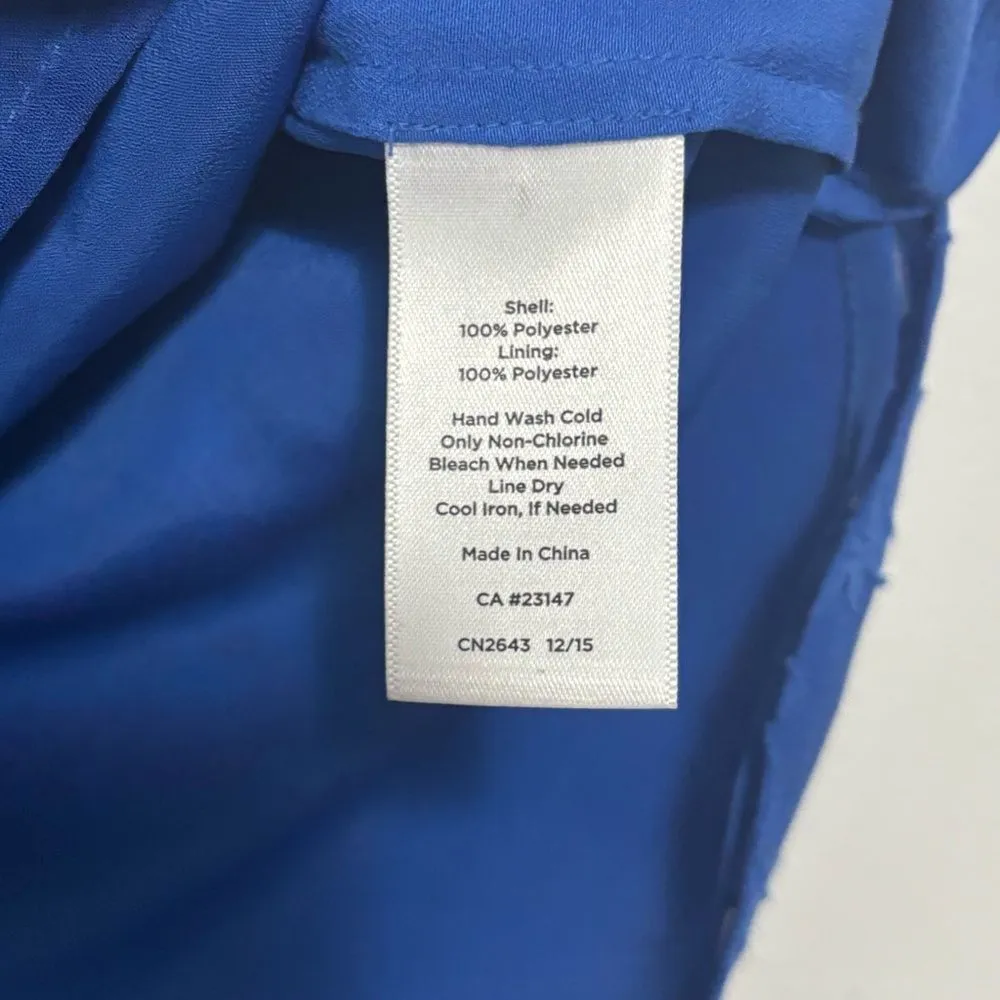 Shell:
100% Polyester
Lining:
100% Polyester
Hand Wash Cold
Only Non-Chlorine
Bleach When Needed
Line Dry
Cool Iron, If Needed
Made In China
CA #23147
CN2643 12/15